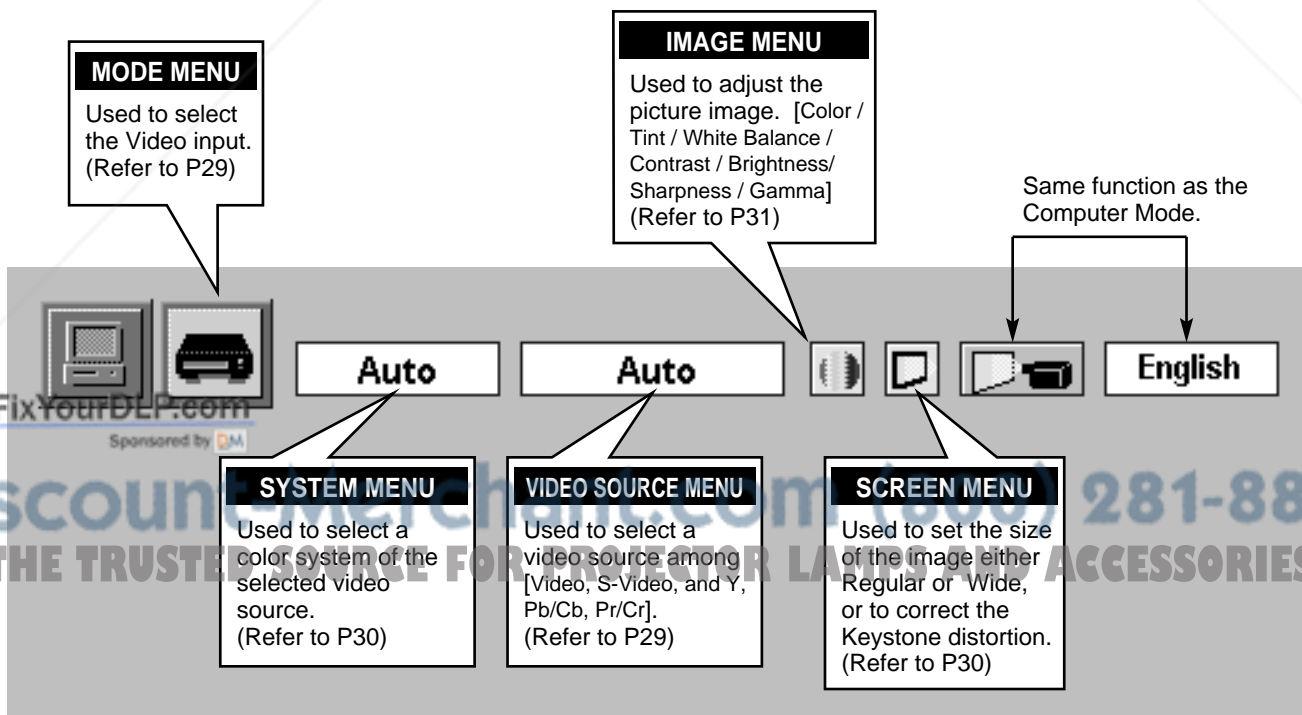 MODE MENU
Used to select
the Video input.
(Refer to P29)
IMAGE MENU
Used to adjust the
picture image. [Color /
Tint / White Balance /
Contrast / Brightness/
Sharpness / Gamma]
(Refer to P31)
Same function as the
Computer Mode.
Auto
Auto
English
FixYourDLP.com
Sponsored by DM
SYSTEM MENU
Used to select a
color system of the
selected video
source.
(Refer to P30)
VIDEO SOURCE MENU
Used to select a
video source among
[Video, S-Video, and Y,
Pb/Cb, Pr/Cr].
(Refer to P29)
SCREEN MENU
Used to set the size
of the image either
Regular or Wide,
or to correct the
Keystone distortion.
(Refer to P30)
scount-Merchant.com (800) 281-88
THE TRUSTED SOURCE FOR PROJECTOR LAMPS AND ACCESSORIES